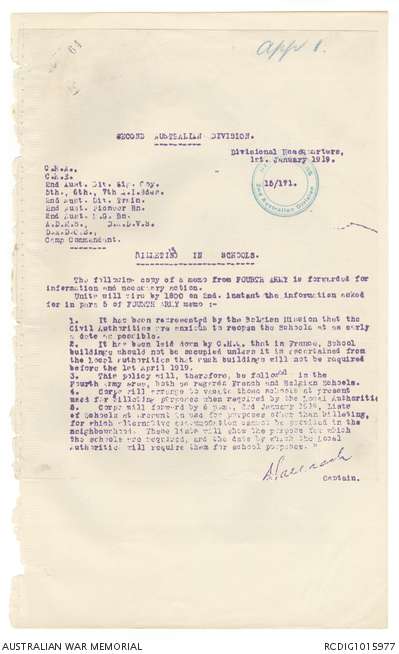 App 1.
SECOND AUSTRALIAN DIVISION.
Divisional Headquarters,
1st. January 1919.
C.R.A.
C.R.E.
2nd Aust. Div. Sig. Coy.
5th., 6th., 7th A.I.Bdes.
2nd Aust. Div. Train.
2nd Aust. Pioneer Bn.
2nd Aust. M.G. Bn.
A.D.M.S., D.A.D.V.S.
D.A.D.O.S.
Camp Commandant.
15/171.
2nd Australian Division
BILLETING IN SCHOOLS.
The following copy of a memo from FOURTH ARMY is forwarded for
information and necessary action.
Units will wire by 1800 on 2nd. instant the information asked
for in para 5 of FOURTH ARMY memo :-
1. It has been represented by the Belgian Mission that the
Civil Authorities are anxious to reopen the Schools at as early
a date as possible.
2. It has been laid down by G.H.Q. that in France, School
buildings should not be occupied unless it is ascertained from
the Local Authorities that such buildings will not be required
before the 1st April 1919.
3. This policy will, therefore, be followed in the
Fourth Army Area, both as regards French and Belgian Schools.
4. Corps will arrange to vacate those schools at present
used for billeting purposes when required by the Local Authorities
5. Corps will forward by 6 p.m., 3rd January 1919, Lists
of Schools at present in use for purposes other than billeting,
for which alternative accommodation cannot be provided in the
neighbourhood. These lists will show the purpose for which
the schools are required, and the date by which the Local
Authorities will require them for school purposes."
Captain.
AUSTRALIAN WAR MEMORIAL
RCDIG1015977